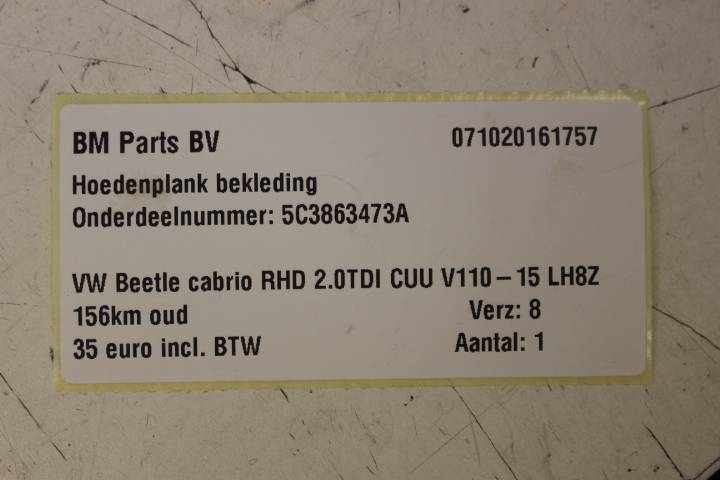 BM Parts BV 071020161757
Hoedenplank bekleding
Onderdeelnummer: 5C3863473A
VW Beetle cabrio RHD 2.0TDI CUU V110 – 15 LH8Z
156km oud Verz: 8
35 euro incl. BTW Aantal: 1